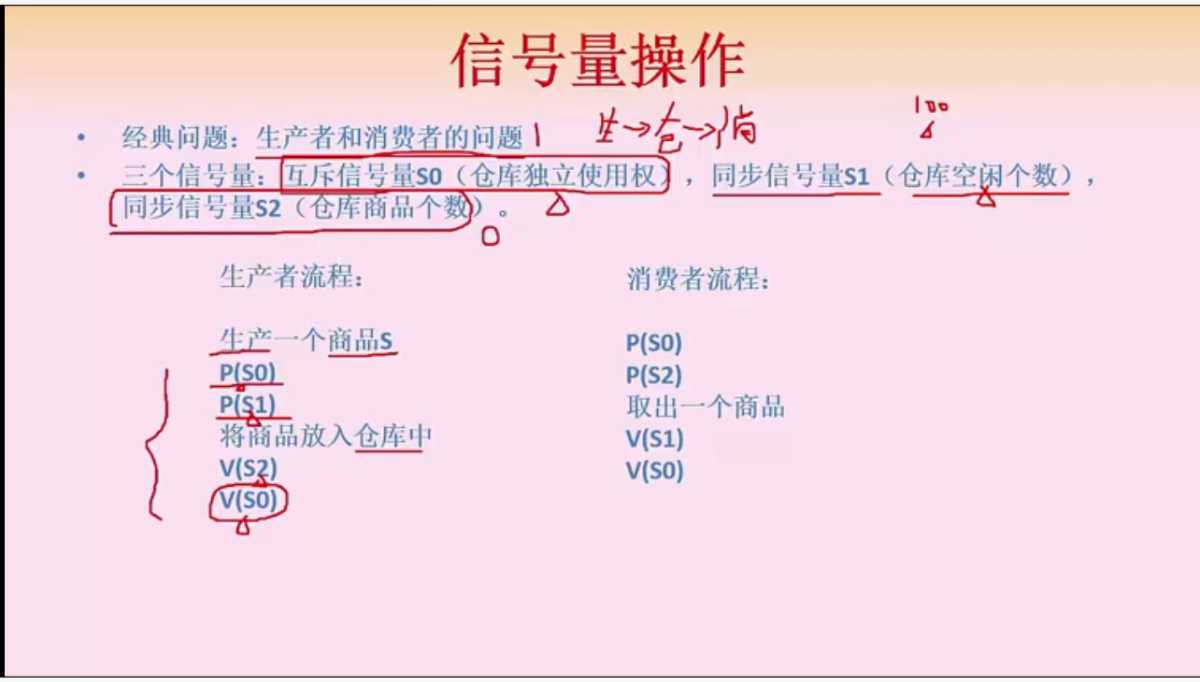 信号量操作
100
生→仓→消
• 经典问题：生产者和消费者的问题
• 三个信号量：互斥信号量S0（仓库独立使用权），同步信号量S1（仓库空闲个数），
同步信号量S2（仓库商品个数）。
0
生产者流程：
生产一个商品S
P(S0)
P(S1)
将商品放入仓库中
V(S2)
V(S0)
消费者流程：
P(S0)
P(S2)
取出一个商品
V(S1)
V(S0)